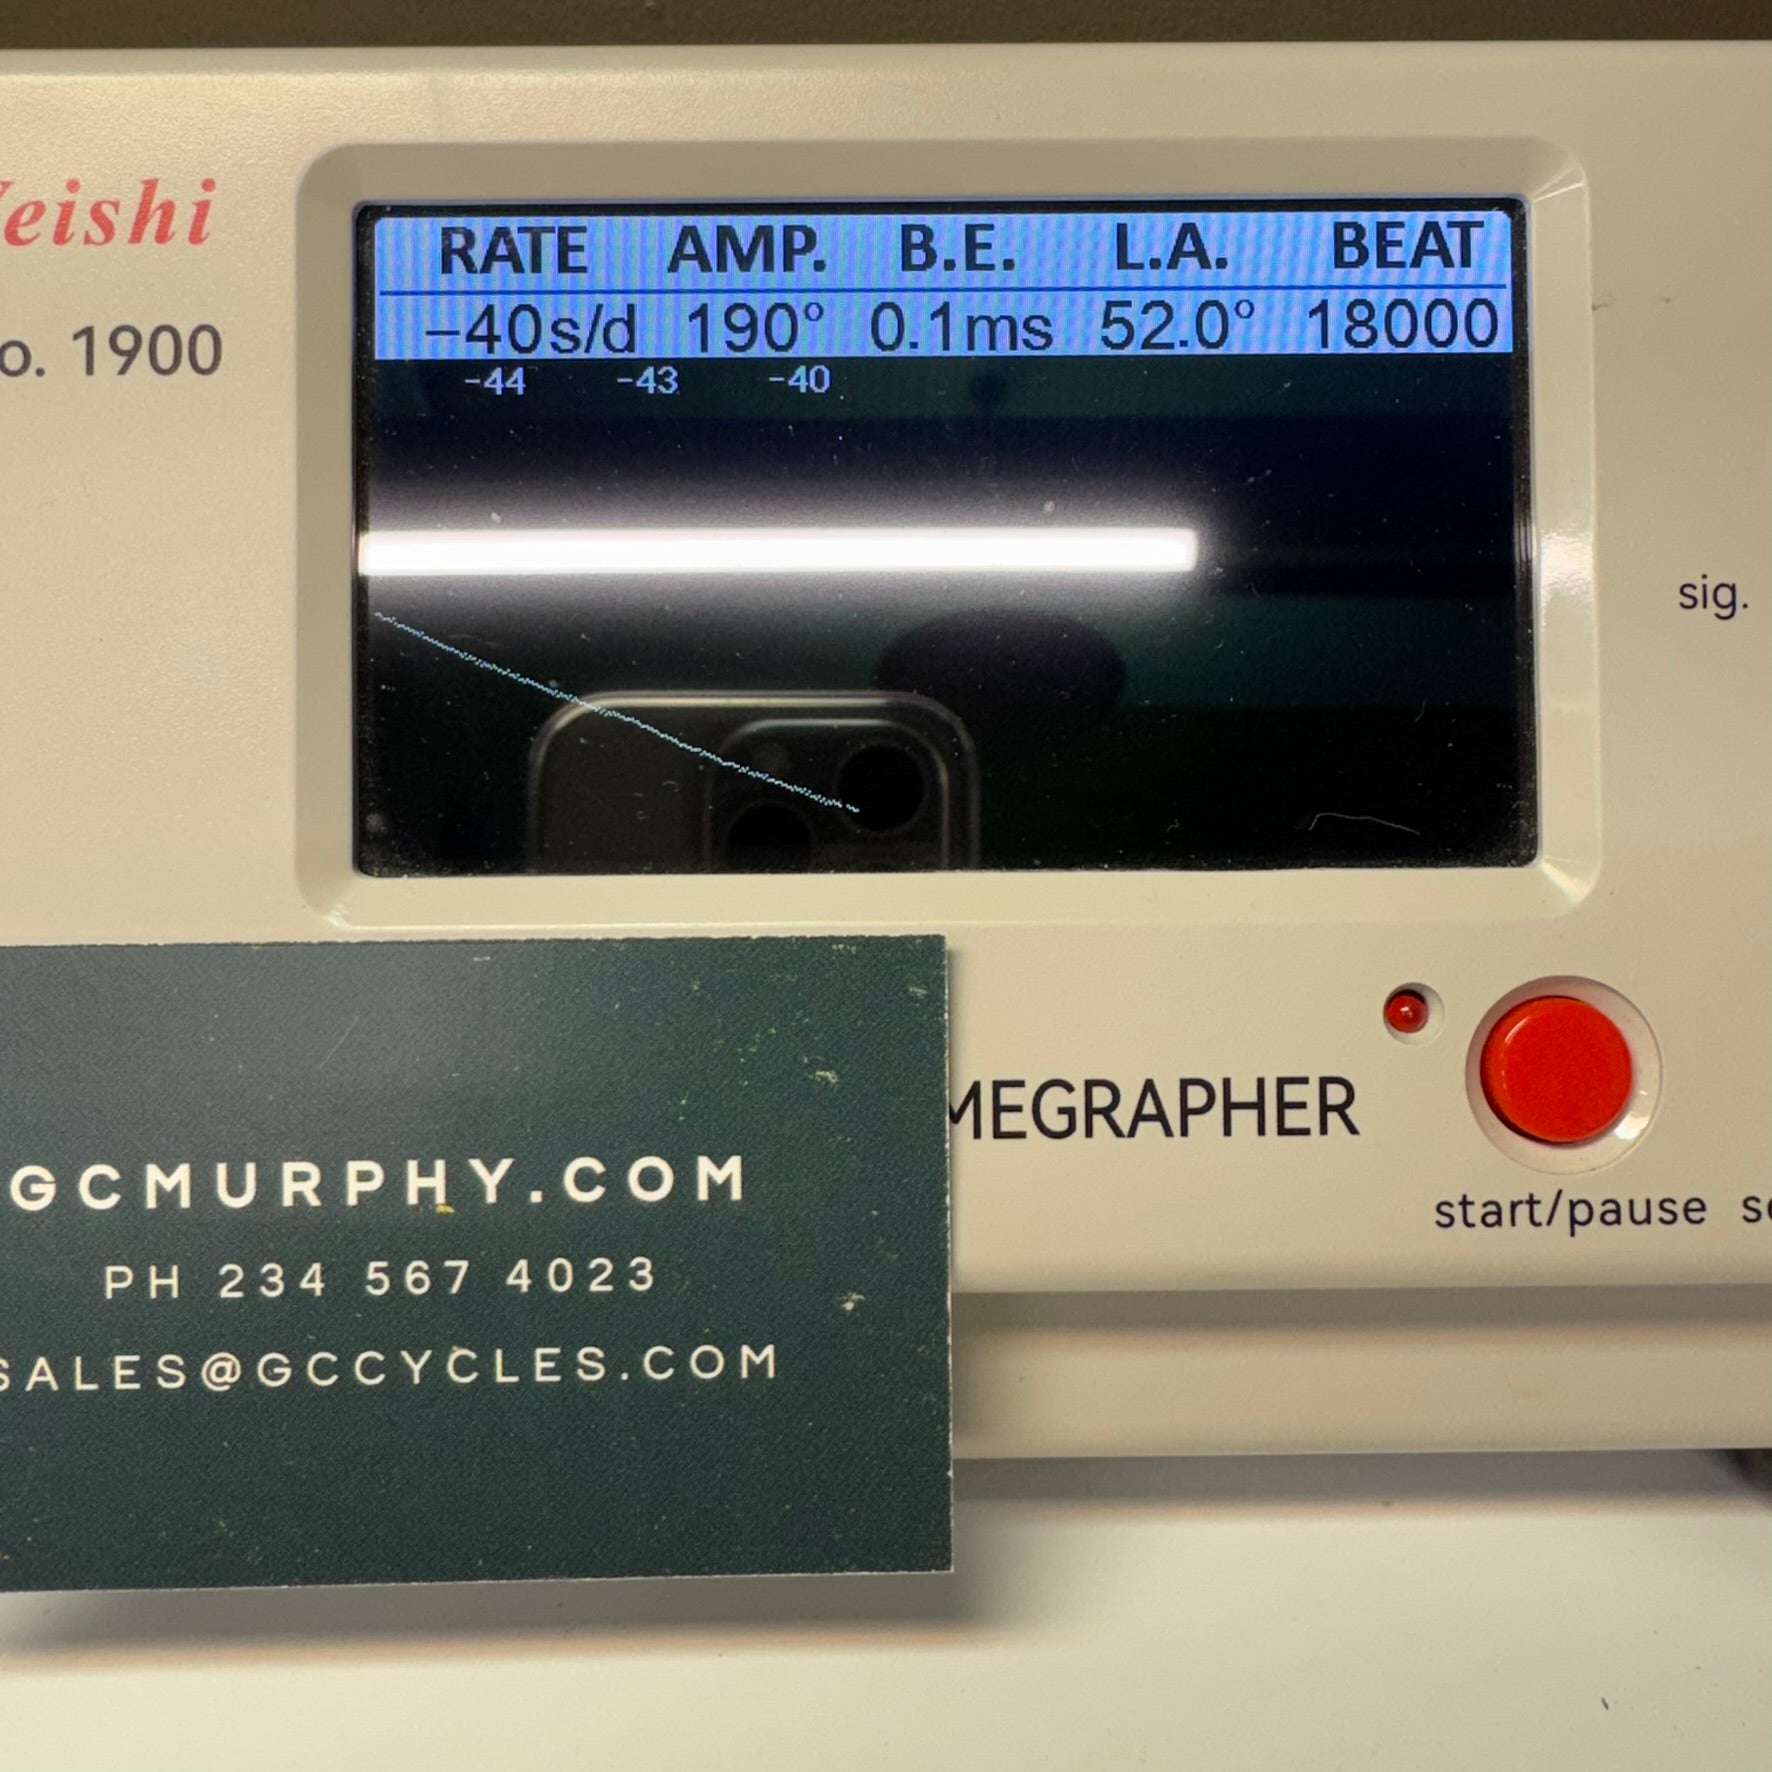 eishi
o. 1900
RATE AMP. B.E. L.A. BEAT
-40s/d 190° 0.1ms 52.0° 18000
-44 -43 -40
sig.
MEGRAPHER
start/pause
GCMURPHY.COM
PH 234 567 4023
SALES@GCCYCLES.COM